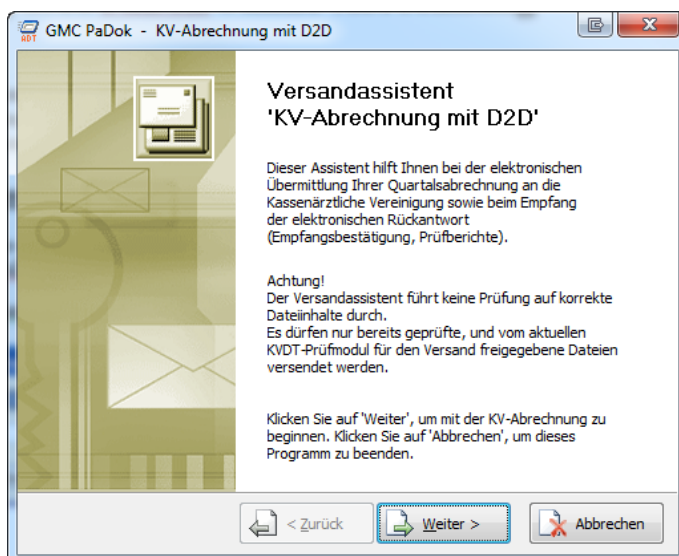 GMC PaDok - KV-Abrechnung mit D2D
ADT
Versandassistent
'KV-Abrechnung mit D2D'
Dieser Assistent hilft Ihnen bei der elektronischen
Übermittlung Ihrer Quartalsabrechnung an die
Kassenärztliche Vereinigung sowie beim Empfang
der elektronischen Rückantwort
(Empfangsbestätigung, Prüfberichte).
Achtung!
Der Versandassistent führt keine Prüfung auf korrekte
Dateiinhalte durch.
Es dürfen nur bereits geprüfte, und vom aktuellen
KVDT-Prüfmodul für den Versand freigegebene Dateien
versendet werden.
Klicken Sie auf 'Weiter', um mit der KV-Abrechnung zu
beginnen. Klicken Sie auf 'Abbrechen', um dieses
Programm zu beenden.
< Zurück
Weiter >
Abbrechen